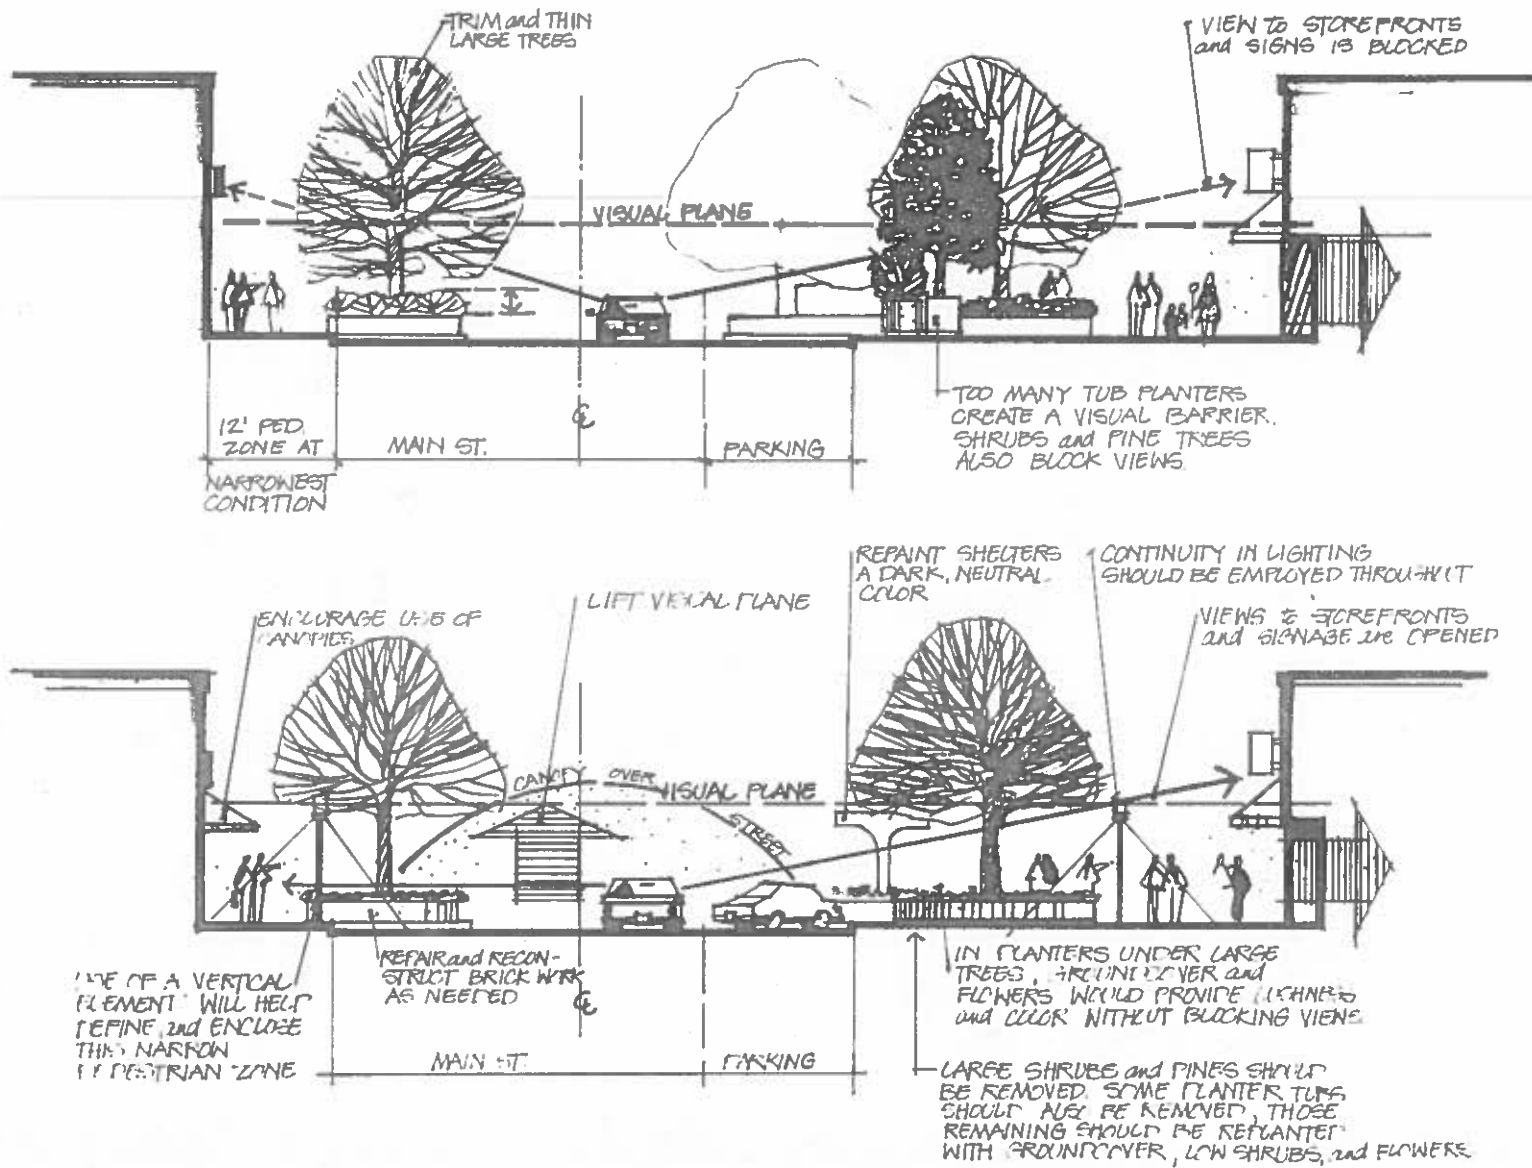 TRIM and THIN
LARGE TREES
VIEW to STOREFRONTS
and SIGNS IS BLOCKED
VISUAL PLANE
12' PED.
ZONE AT
NARROWEST
CONDITION
MAIN ST.
℄
PARKING
TOO MANY TUB PLANTERS
CREATE A VISUAL BARRIER.
SHRUBS and PINE TREES
ALSO BLOCK VIEWS.
REPAINT SHELTERS
A DARK, NEUTRAL
COLOR
CONTINUITY IN LIGHTING
SHOULD BE EMPLOYED THROUGHOUT
ENCOURAGE USE OF
CANOPIES
LIFT VISUAL PLANE
VIEWS to STOREFRONTS
and SIGNAGE are OPENED
CANOPY OVER
STREET
VISUAL PLANE
USE OF A VERTICAL
ELEMENT WILL HELP
DEFINE and ENCLOSE
THIS NARROW
PEDESTRIAN ZONE
REPAIR and RECON-
STRUCT BRICK WORK
AS NEEDED
℄
IN PLANTERS UNDER LARGE
TREES, GROUNDCOVER and
FLOWERS WOULD PROVIDE LIGHTNESS
and COLOR WITHOUT BLOCKING VIEWS
MAIN ST.
PARKING
LARGE SHRUBS and PINES SHOULD
BE REMOVED. SOME PLANTER TUBS
SHOULD ALSO BE REMOVED, THOSE
REMAINING SHOULD BE REPLANTED
WITH GROUNDCOVER, LOW SHRUBS, and FLOWERS